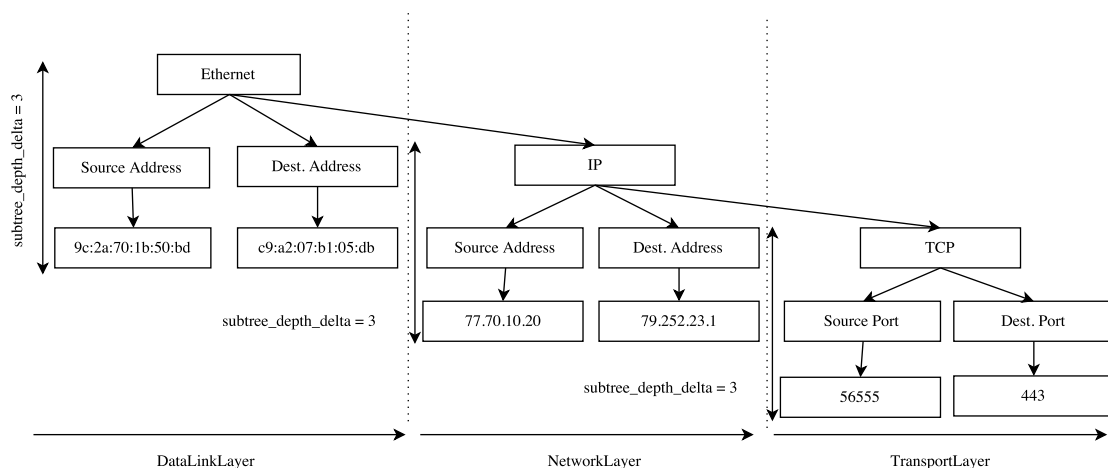 Ethernet
subtree_depth_delta = 3
Source Address
Dest. Address
IP
9c:2a:70:1b:50:bd
c9:a2:07:b1:05:db
Source Address
Dest. Address
TCP
subtree_depth_delta = 3
77.70.10.20
79.252.23.1
Source Port
Dest. Port
subtree_depth_delta = 3
56555
443
DataLinkLayer
NetworkLayer
TransportLayer